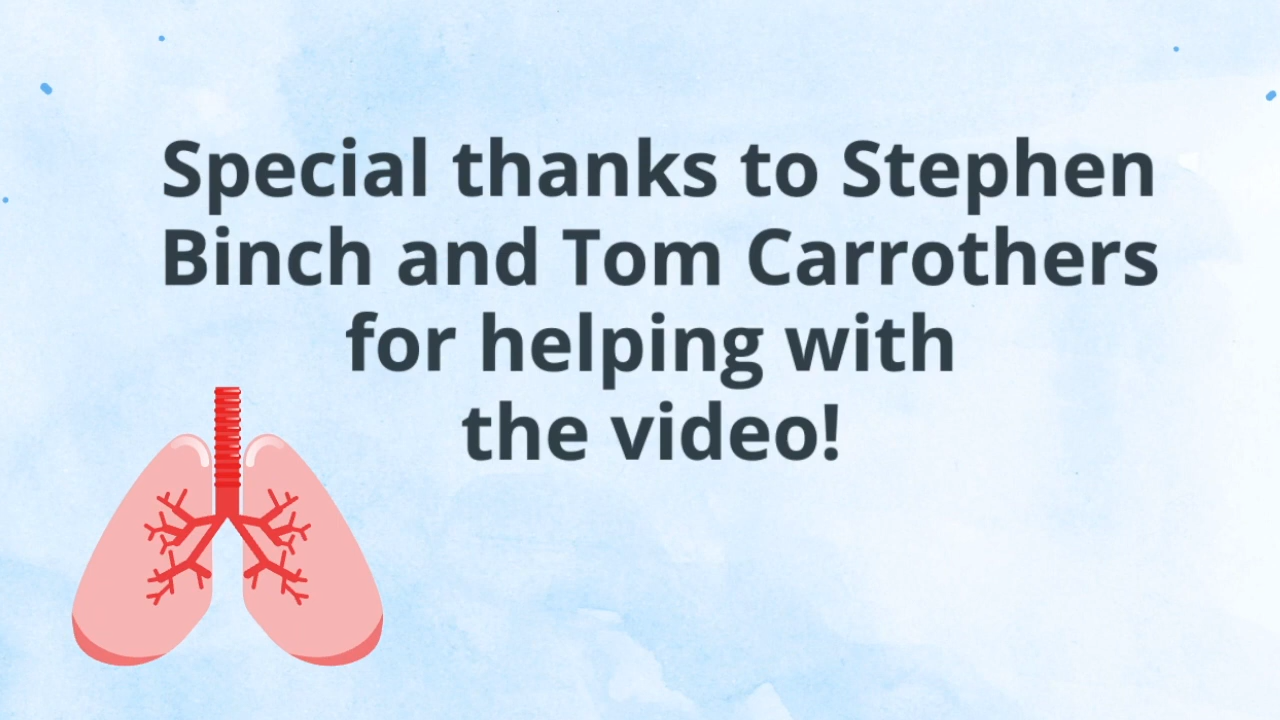 Special thanks to Stephen
Binch and Tom Carrothers
for helping with
the video!